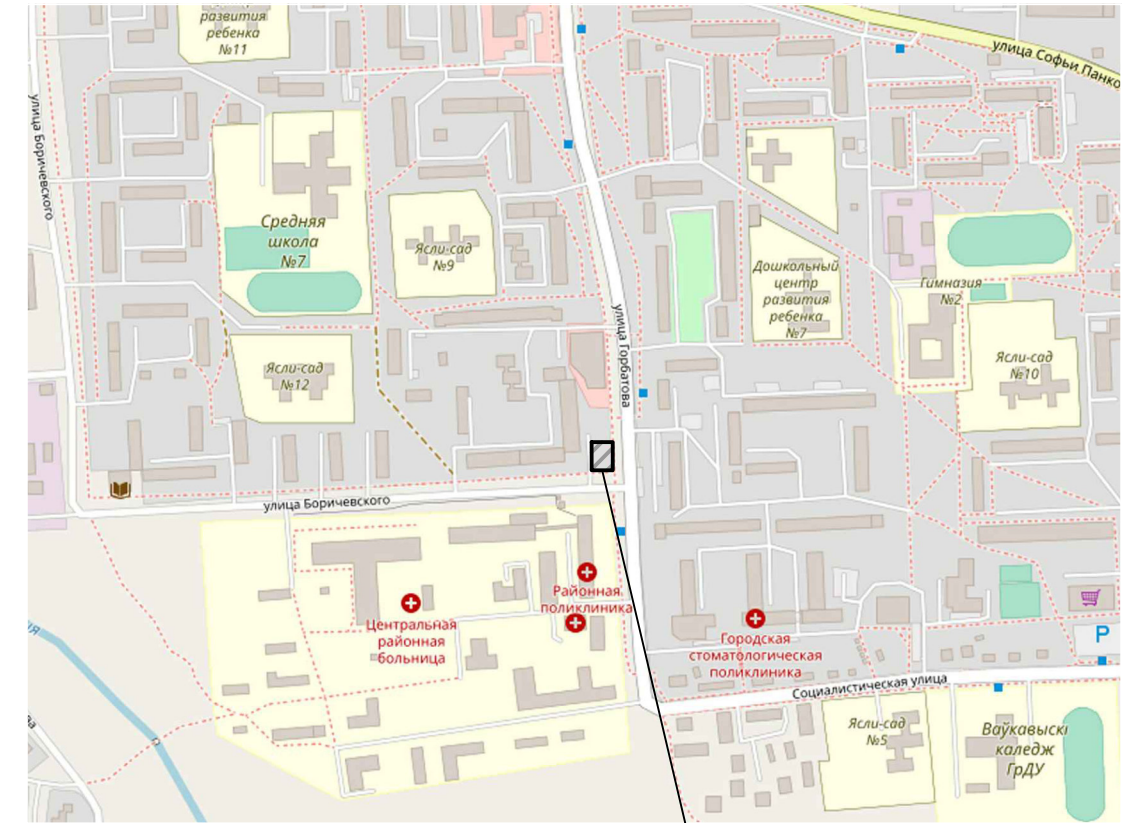 развития
ребенка
№11
улица Софьи Панко
улица Боричевского
Средняя
школа
№7
Ясли-сад
№9
Дошкольный
центр
развития
ребенка
№7
Гимназия
№2
улица Горбатова
Ясли-сад
№12
Ясли-сад
№10
улица Боричевского
Районная
поликлиника
Центральная
районная
больница
Городская
стоматологическая
поликлиника
P
Социалистическая улица
Ясли-сад
№5
Ваўкавыскі
каледж
ГрДУ